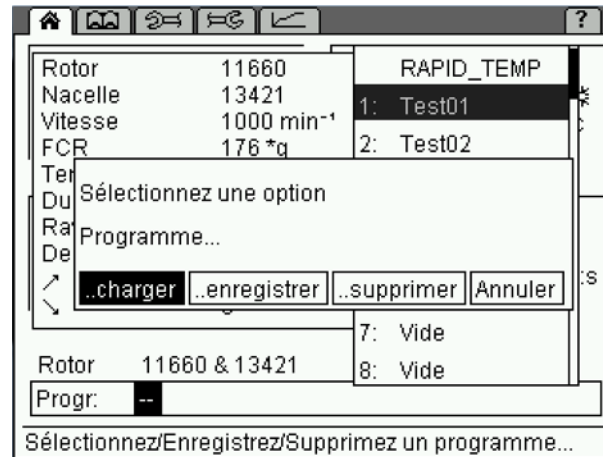 ?
Rotor 11660
Nacelle 13421
Vitesse 1000 min⁻¹
FCR 176 *g
RAPID_TEMP
1: Test01
2: Test02
Sélectionnez une option
Programme...
..charger ..enregistrer ..supprimer Annuler
7: Vide
8: Vide
Rotor 11660 & 13421
Progr: --
Sélectionnez/Enregistrez/Supprimez un programme...